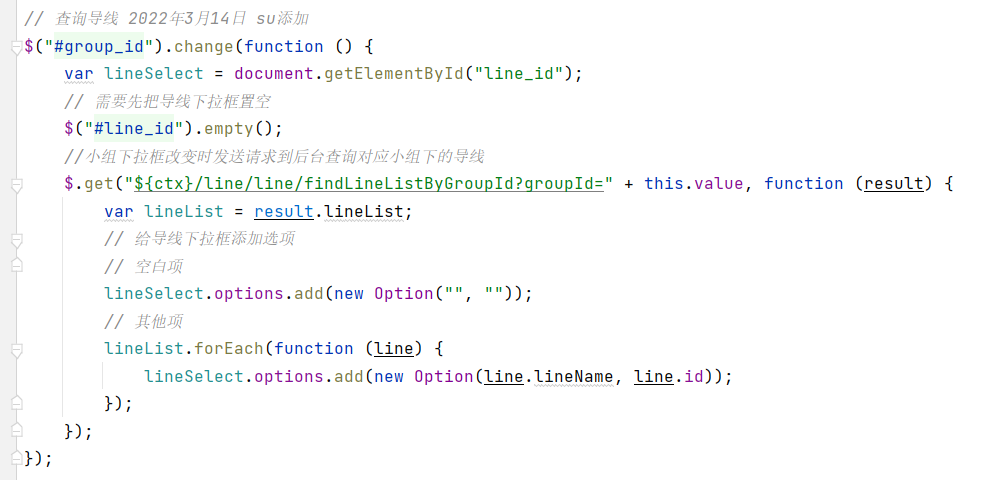 // 查询导线 2022年3月14日 su添加
$("#group_id").change(function () {
    var lineSelect = document.getElementById("line_id");
    // 需要先把导线下拉框置空
    $("#line_id").empty();
    //小组下拉框改变时发送请求到后台查询对应小组下的导线
    $.get("${ctx}/line/line/findLineListByGroupId?groupId=" + this.value, function (result) {
        var lineList = result.lineList;
        // 给导线下拉框添加选项
        // 空白项
        lineSelect.options.add(new Option("", ""));
        // 其他项
        lineList.forEach(function (line) {
            lineSelect.options.add(new Option(line.lineName, line.id));
        });
    });
});